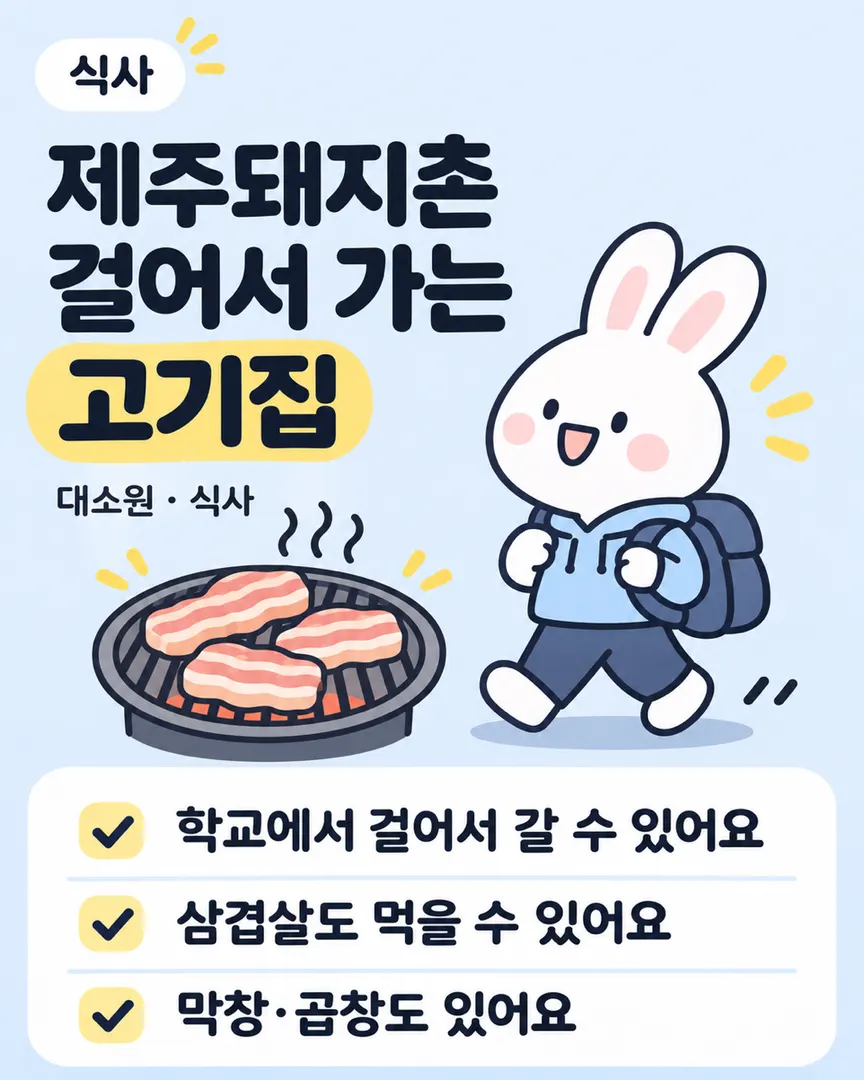 식사
제주돼지촌
걸어서 가는
고기집
대소원 · 식사
학교에서 걸어서 갈 수 있어요
삼겹살도 먹을 수 있어요
막창·곱창도 있어요